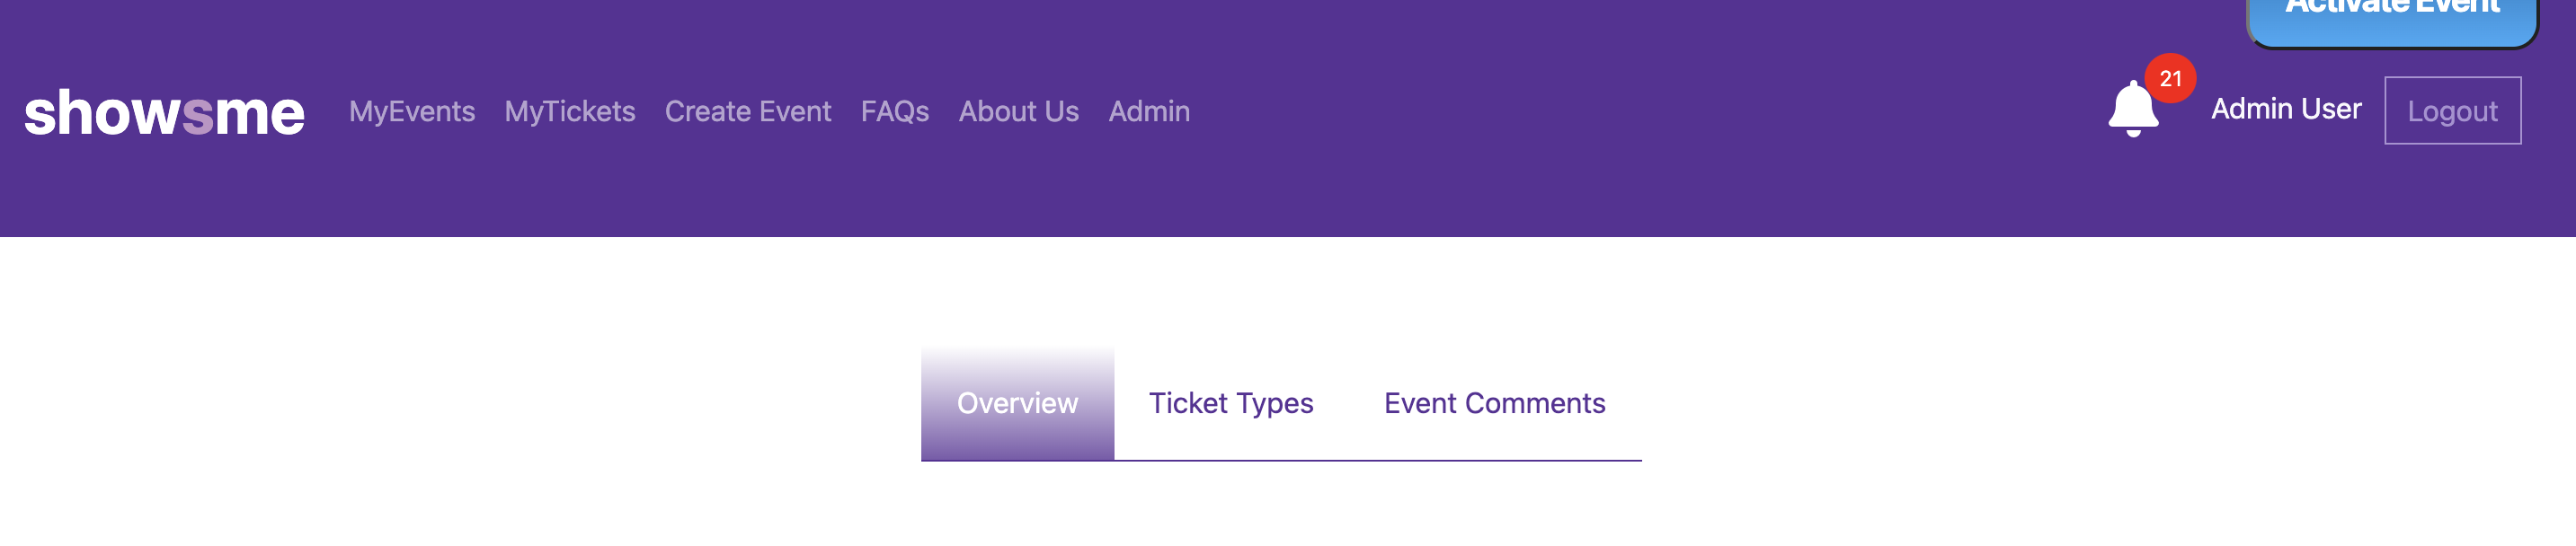 Activate Event
21
showsme MyEvents MyTickets Create Event FAQs About Us Admin Admin User Logout
Overview Ticket Types Event Comments